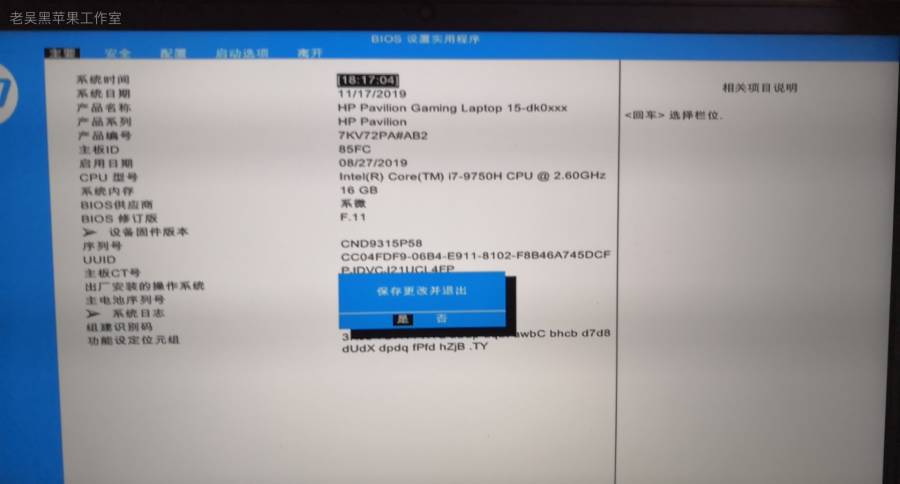 老吴黑苹果工作室
BIOS 设置实用程序
主要 安全 配置 启动选项 离开
相关项目说明
<回车> 选择栏位.
系统时间 [18:17:04]
系统日期 11/17/2019
产品名称 HP Pavilion Gaming Laptop 15-dk0xxx
产品系列 HP Pavilion
产品编号 7KV72PA#AB2
主板ID 85FC
启用日期 08/27/2019
CPU 型号 Intel(R) Core(TM) i7-9750H CPU @ 2.60GHz
系统内存 16 GB
BIOS供应商 系微
BIOS 修订版 F.11
➤ 设备固件版本
序列号 CND9315P58
UUID CC04FDF9-06B4-E911-8102-F8B46A745DCF
主板CT号
出厂安装的操作系统
主电池序列号
➤ 系统日志
组建识别码
功能设定位元组
awbC bhcb d7d8
dUdX dpdq fPfd hZjB .TY
保存更改并退出
是 否